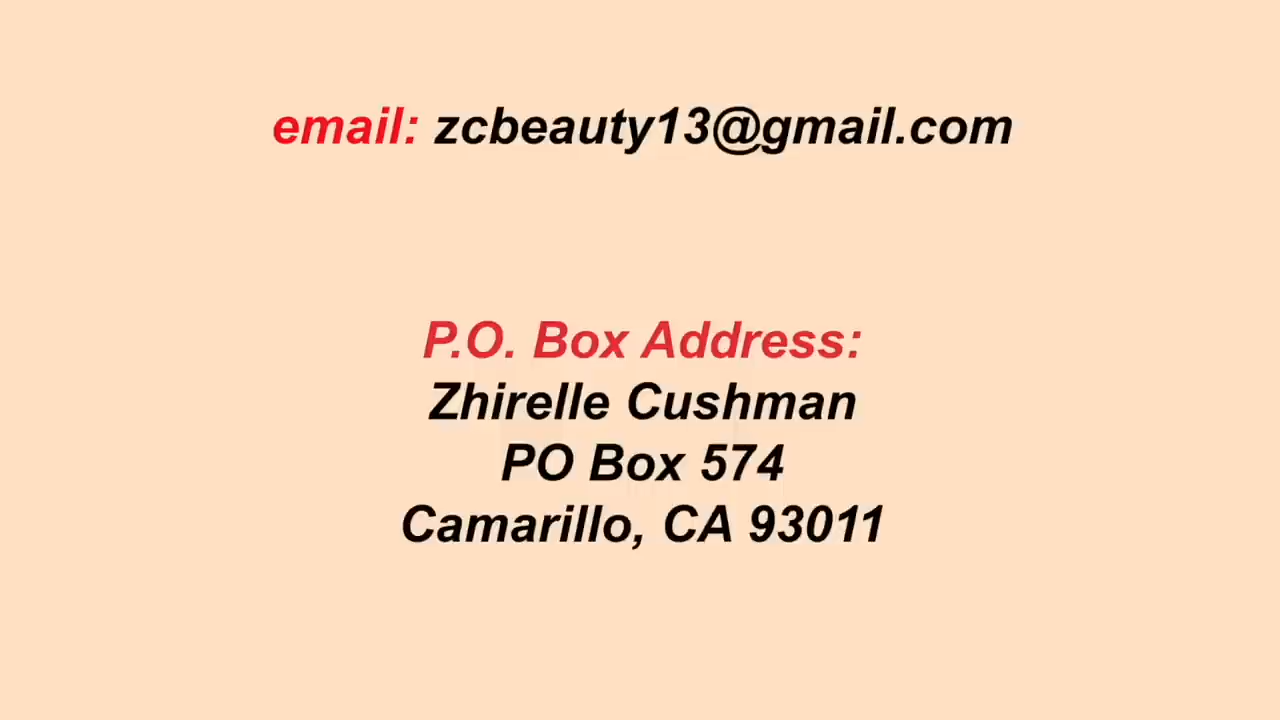 email: zcbeauty13@gmail.com
P.O. Box Address:
Zhirelle Cushman
PO Box 574
Camarillo, CA 93011